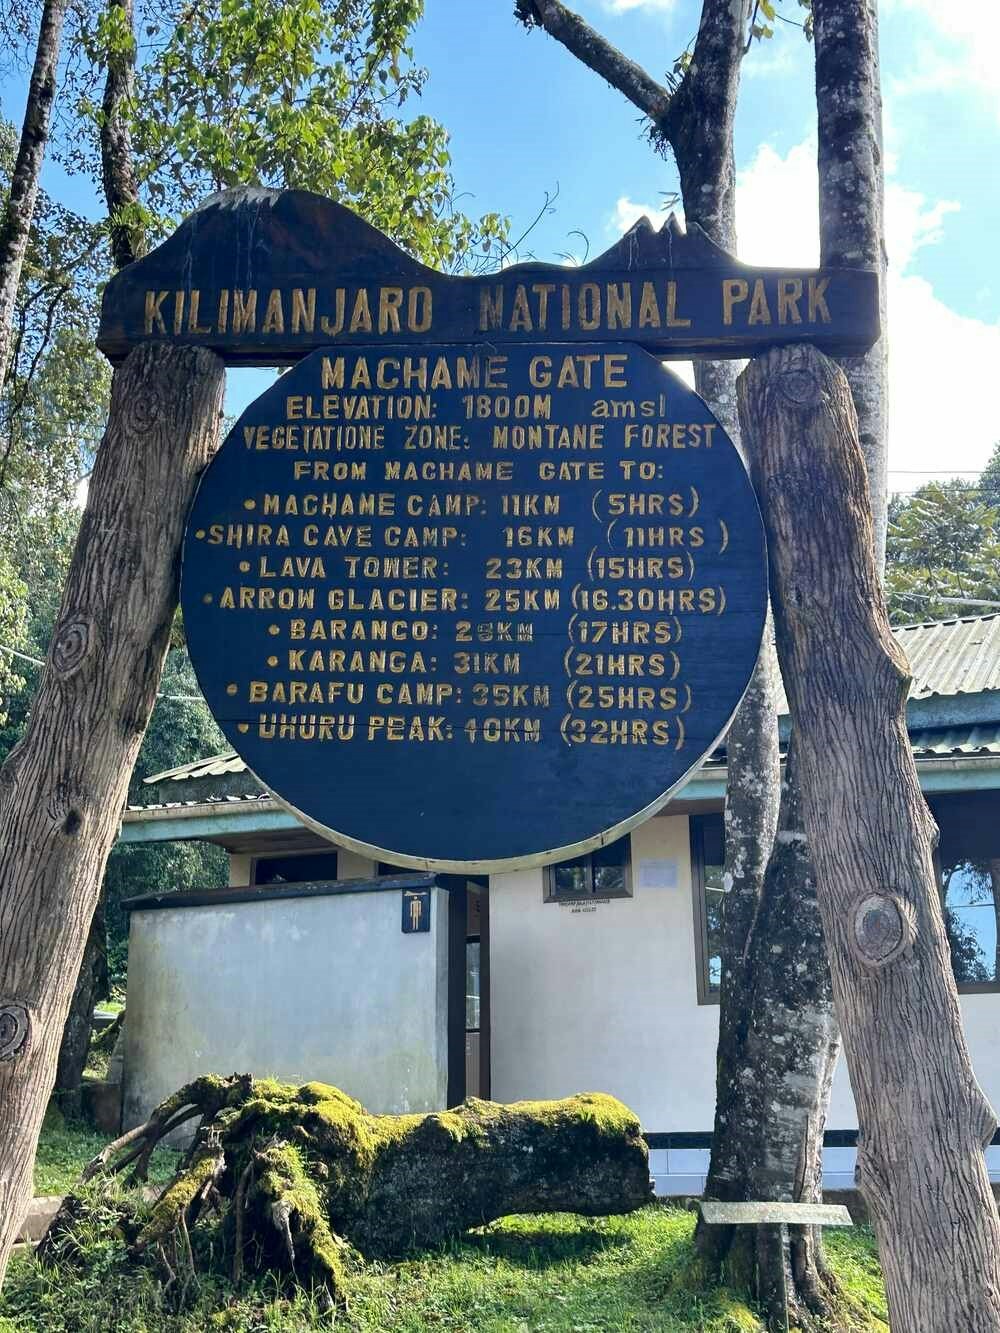 KILIMANJARO NATIONAL PARK
MACHAME GATE
ELEVATION: 1800M amsl
VEGETATIONE ZONE: MONTANE FOREST
FROM MACHAME GATE TO:
• MACHAME CAMP: 11KM (5HRS)
• SHIRA CAVE CAMP: 16KM (11HRS)
• LAVA TOWER: 23KM (15HRS)
• ARROW GLACIER: 25KM (16.30HRS)
• BARANCO: (17HRS)
• KARANGA: 31KM (21HRS)
• BARAFU CAMP: 35KM (25HRS)
• UHURU PEAK: 40KM (32HRS)